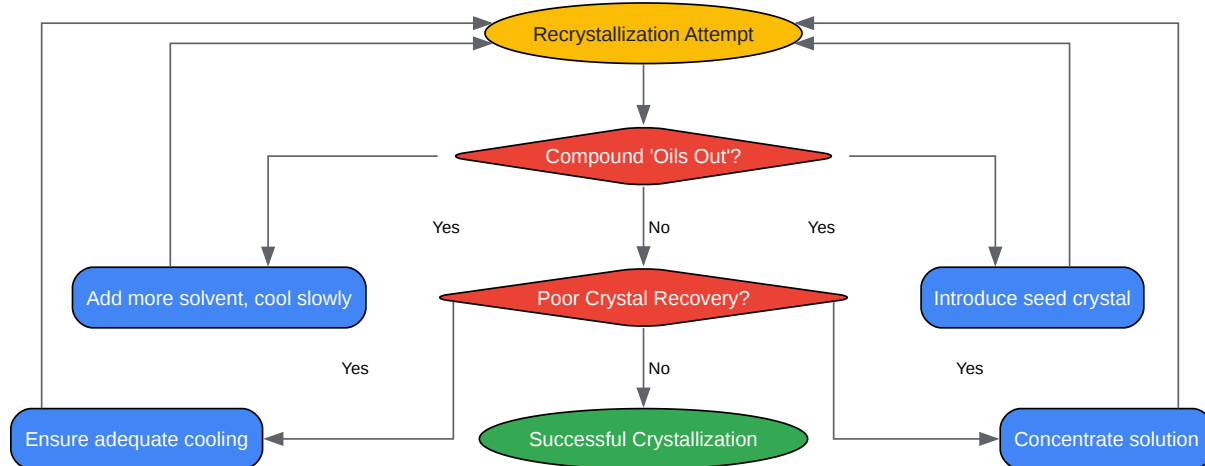 Recrystallization Attempt
Compound 'Oils Out'?
Yes
No
Yes
Add more solvent, cool slowly
Poor Crystal Recovery?
Introduce seed crystal
Yes
No
Yes
Ensure adequate cooling
Successful Crystallization
Concentrate solution